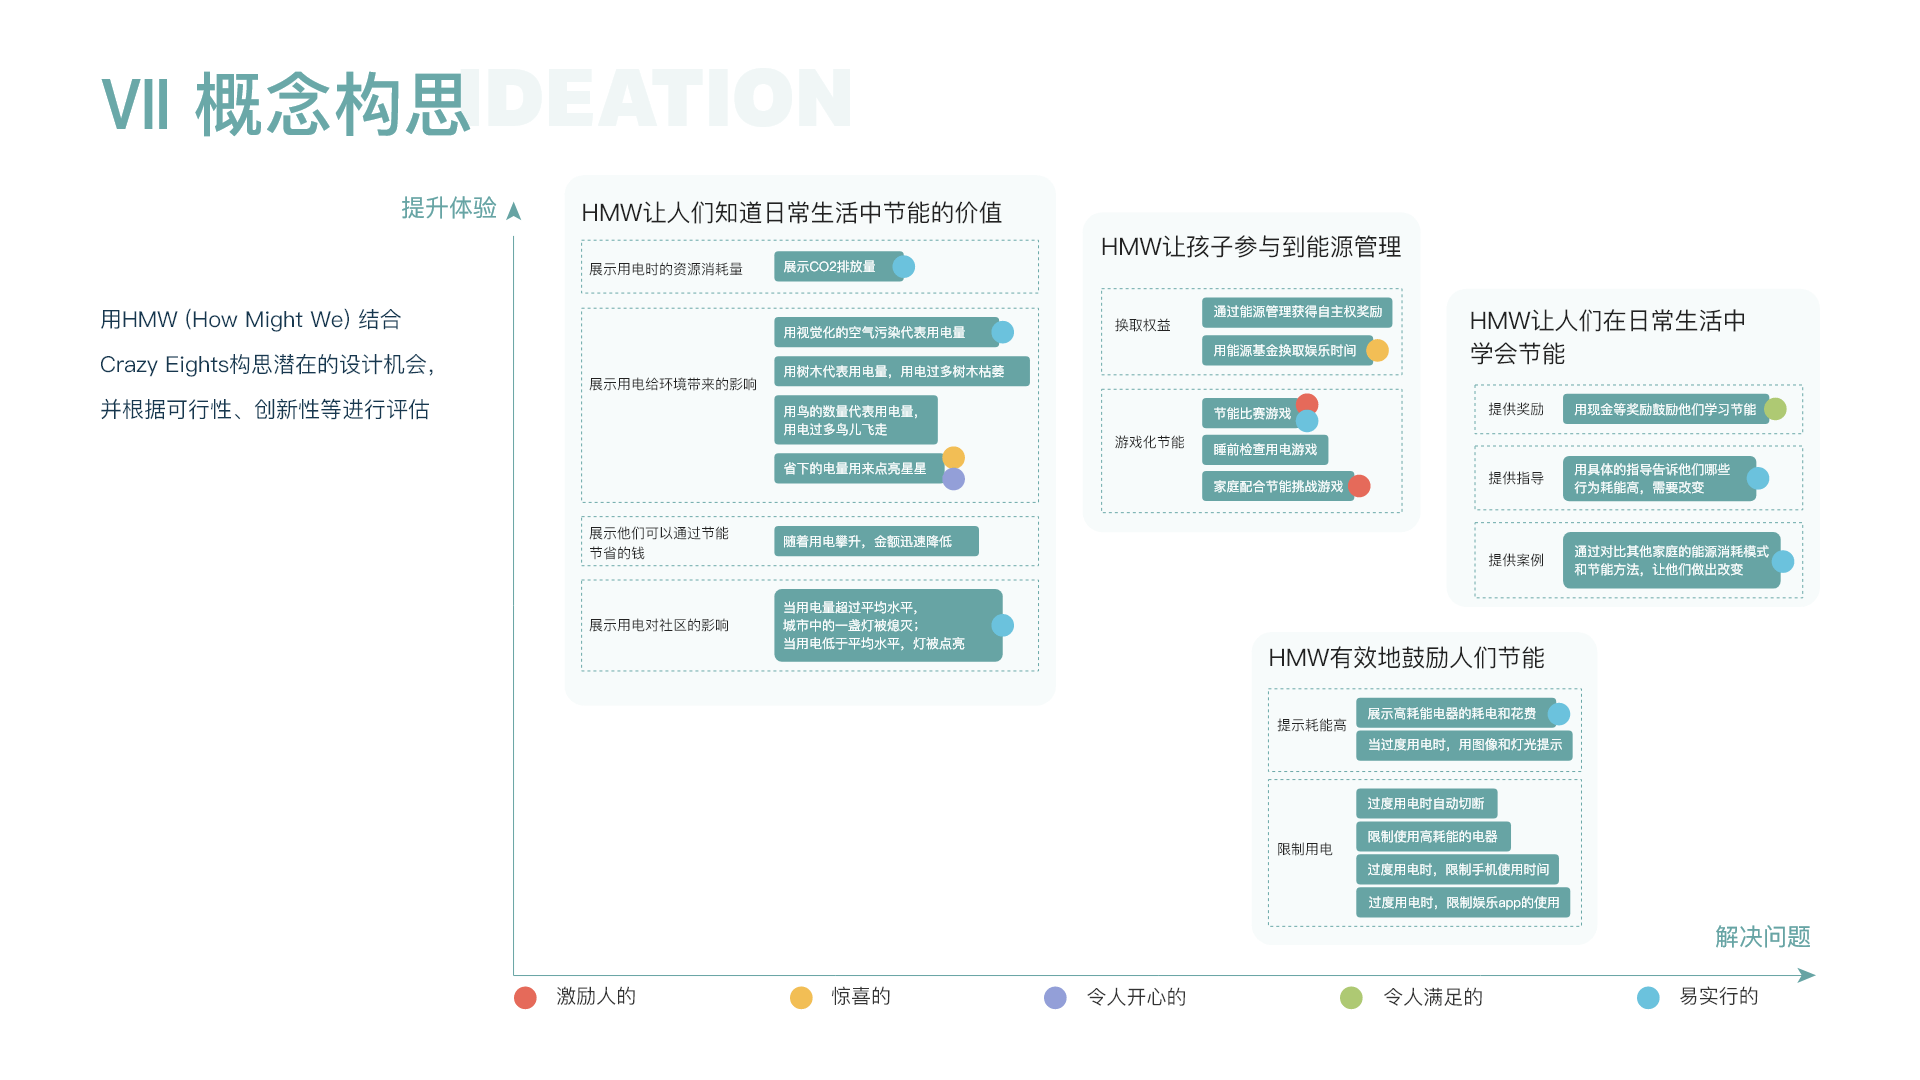 VII 概念构思
IDEATION
提升体验
用HMW (How Might We) 结合
Crazy Eights构思潜在的设计机会，
并根据可行性、创新性等进行评估
HMW让人们知道日常生活中节能的价值
展示用电时的资源消耗量
展示CO2排放量
展示用电给环境带来的影响
用视觉化的空气污染代表用电量
用树木代表用电量，用电过多树木枯萎
用鸟的数量代表用电量，
用电过多鸟儿飞走
省下的电量用来点亮星星
展示他们可以通过节能
节省的钱
随着用电攀升，金额迅速降低
展示用电对社区的影响
当用电量超过平均水平，
城市中的一盏灯被熄灭；
当用电低于平均水平，灯被点亮
HMW让孩子参与到能源管理
换取权益
通过能源管理获得自主权奖励
用能源基金换取娱乐时间
游戏化节能
节能比赛游戏
睡前检查用电游戏
家庭配合节能挑战游戏
HMW让人们在日常生活中
学会节能
提供奖励
用现金等奖励鼓励他们学习节能
提供指导
用具体的指导告诉他们哪些
行为耗能高，需要改变
提供案例
通过对比其他家庭的能源消耗模式
和节能方法，让他们做出改变
HMW有效地鼓励人们节能
提示耗能高
展示高耗能电器的耗电和花费
当过度用电时，用图像和灯光提示
限制用电
过度用电时自动切断
限制使用高耗能的电器
过度用电时，限制手机使用时间
过度用电时，限制娱乐app的使用
解决问题
激励人的
惊喜的
令人开心的
令人满足的
易实行的